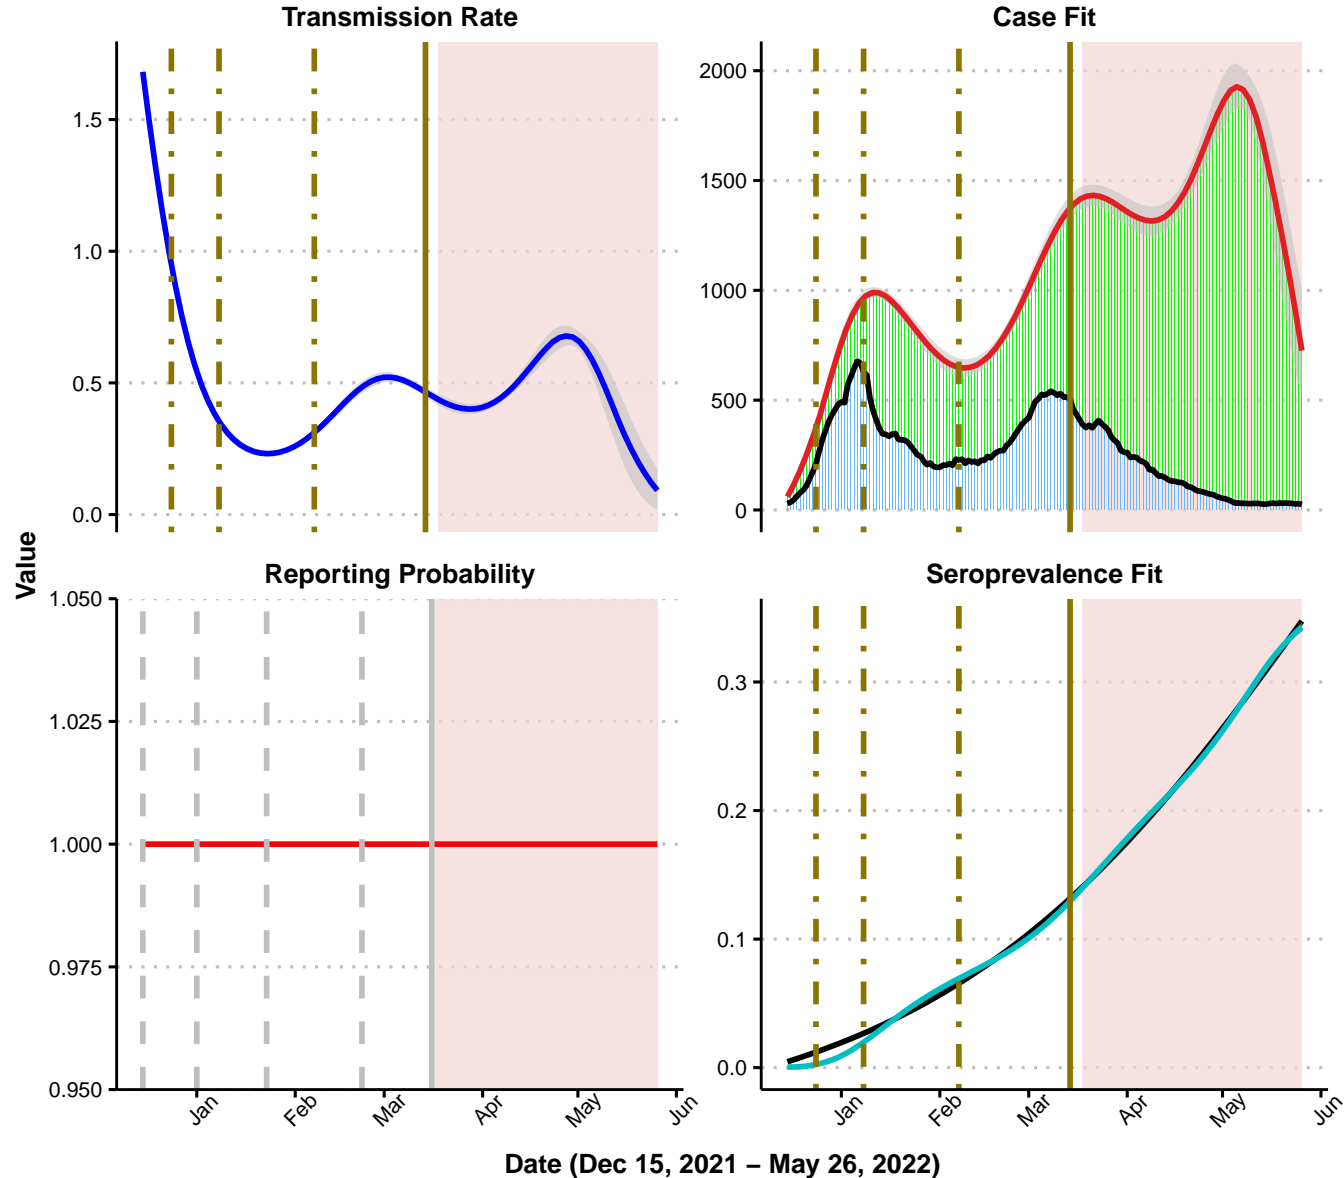 Transmission Rate
Case Fit
1.5
1.0
0.5
0.0
2000
1500
1000
500
0
Value
Reporting Probability
Seroprevalence Fit
1.050
1.025
1.000
0.975
0.950
0.3
0.2
0.1
0.0
Jan
Feb
Mar
Apr
May
Jun
Jan
Feb
Mar
Apr
May
Jun
Date (Dec 15, 2021 – May 26, 2022)